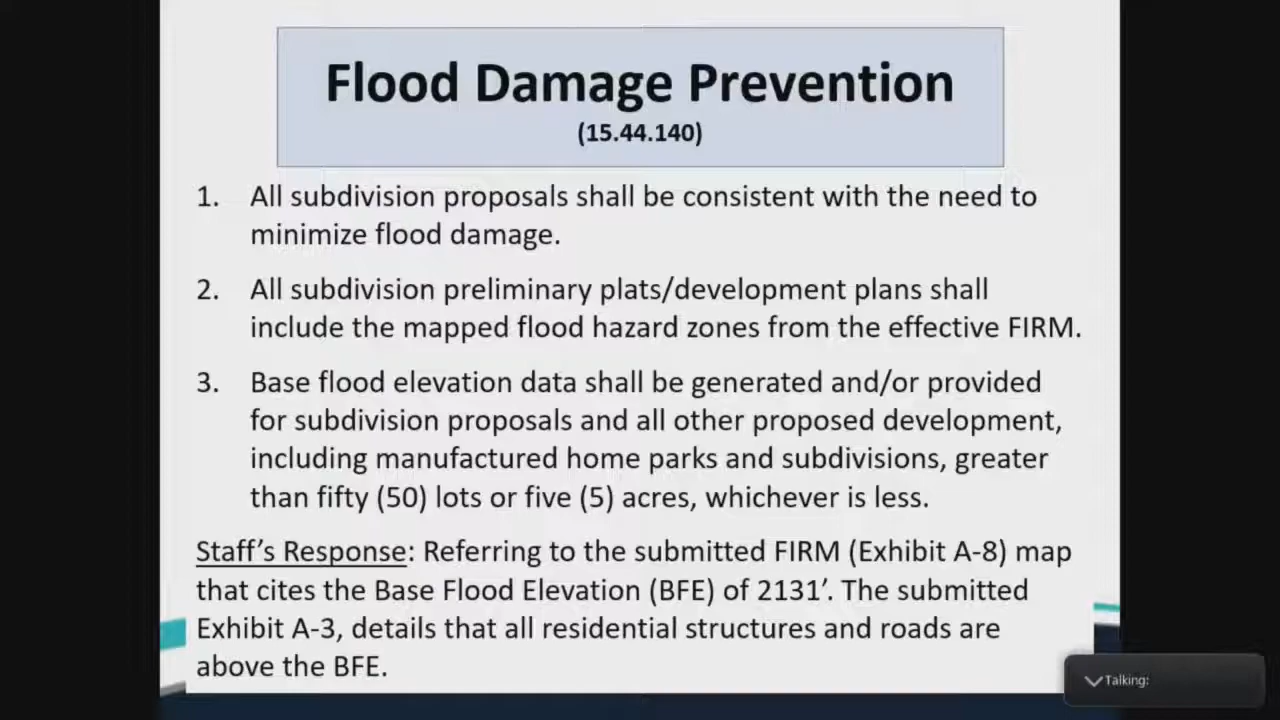 Flood Damage Prevention
(15.44.140)
1. All subdivision proposals shall be consistent with the need to
minimize flood damage.
2. All subdivision preliminary plats/development plans shall
include the mapped flood hazard zones from the effective FIRM.
3. Base flood elevation data shall be generated and/or provided
for subdivision proposals and all other proposed development,
including manufactured home parks and subdivisions, greater
than fifty (50) lots or five (5) acres, whichever is less.
Staff’s Response: Referring to the submitted FIRM (Exhibit A-8) map
that cites the Base Flood Elevation (BFE) of 2131’. The submitted
Exhibit A-3, details that all residential structures and roads are
above the BFE.
Talking: